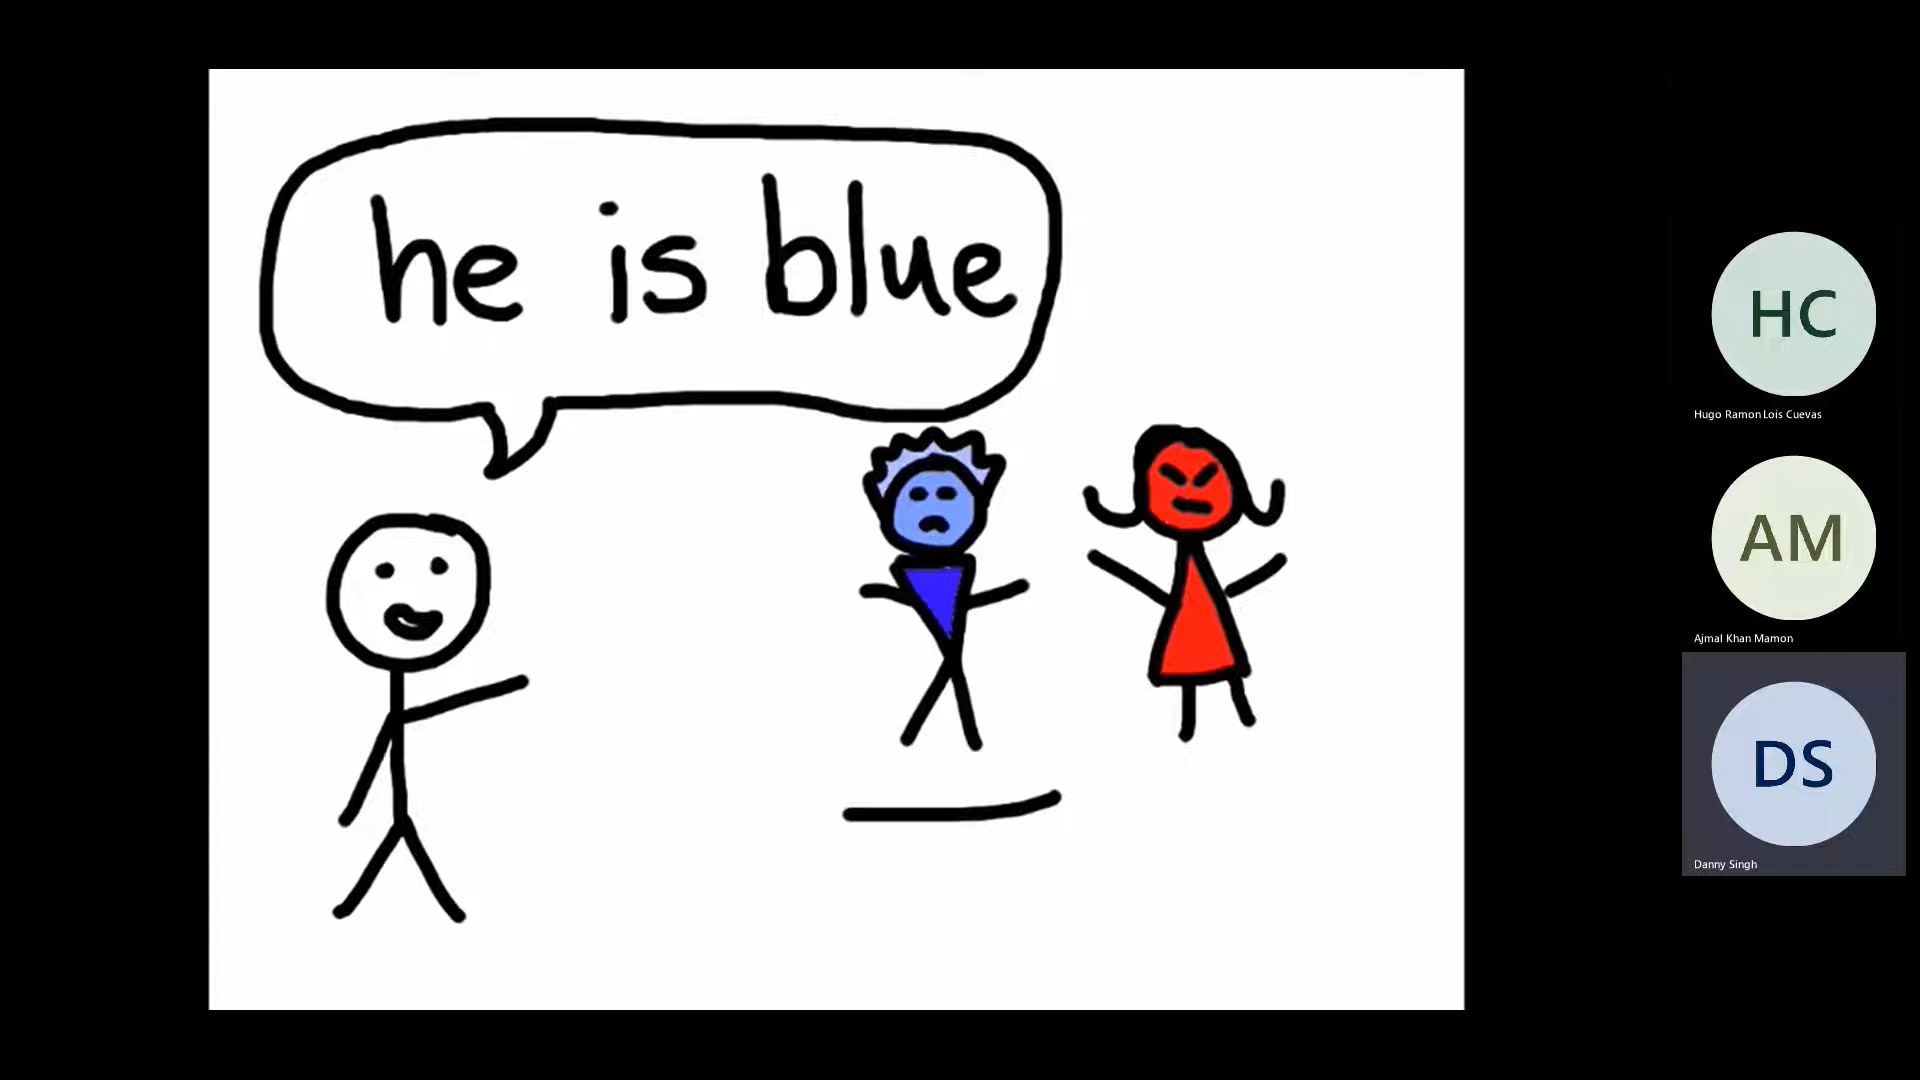 he is blue
HC
Hugo Ramon Lois Cuevas
AM
Ajmal Khan Mamon
DS
Danny Singh